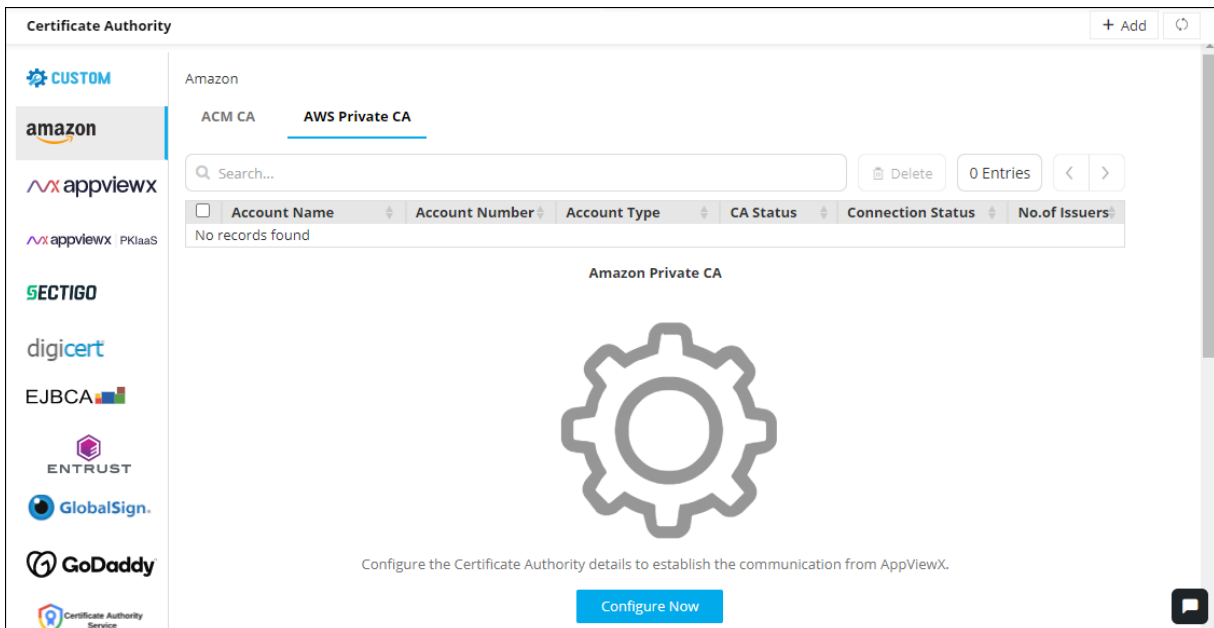 Certificate Authority
+ Add
CUSTOM
amazon
appviewx
appviewx | PKIaaS
SECTIGO
digicert
EJBCA
ENTRUST
GlobalSign.
GoDaddy
Certificate Authority
Service
Amazon
ACM CA AWS Private CA
Search... Delete 0 Entries < >
Account Name Account Number Account Type CA Status Connection Status No.of Issuers
No records found
Amazon Private CA
Configure the Certificate Authority details to establish the communication from AppViewX.
Configure Now